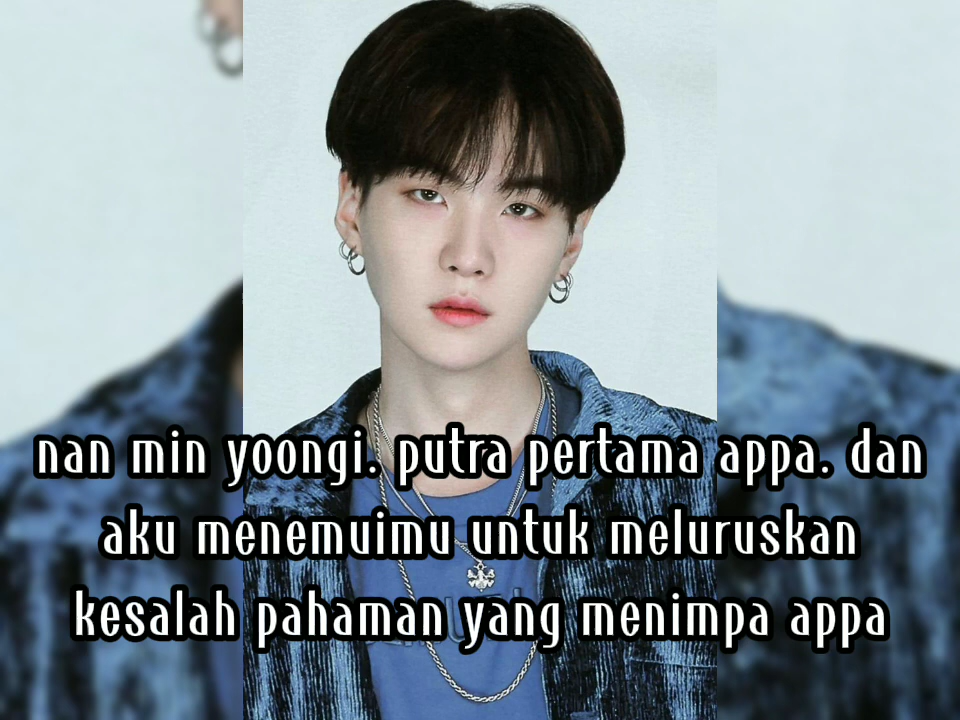 nan min yoongi. putra pertama appa. dan
aku menemuimu untuk meluruskan
kesalah pahaman yang menimpa appa